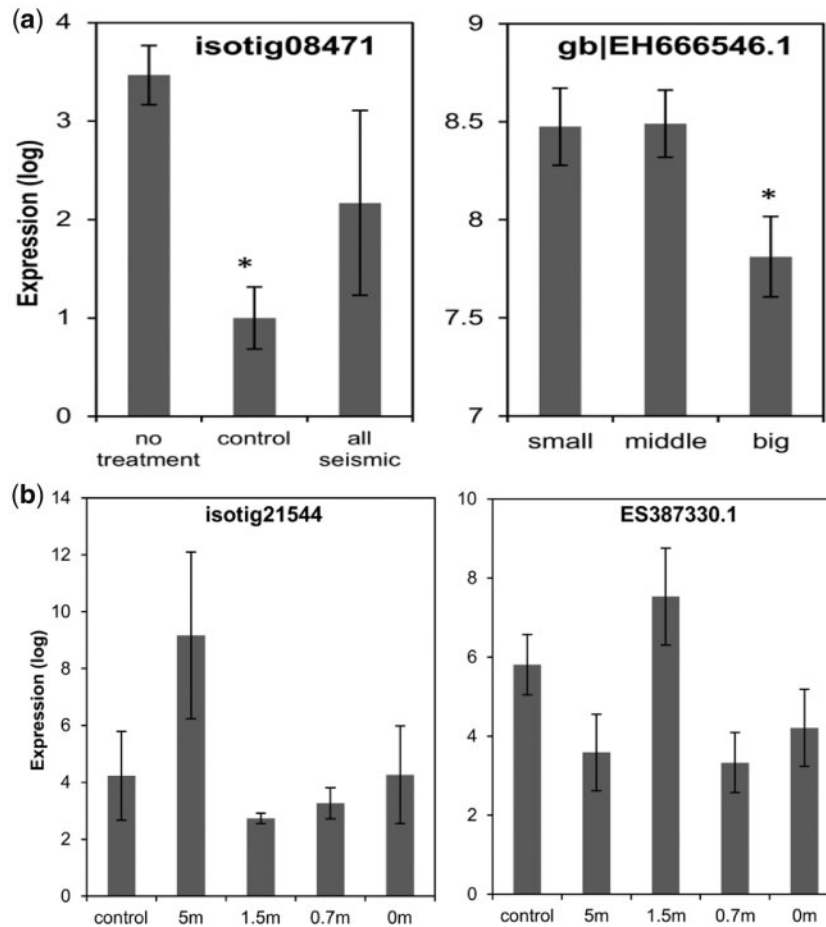 (a)
isotig08471
Expression (log)
4
3
2
1
0
*
no treatment
control
all seismic
gb|EH666546.1
9
8.5
8
7.5
7
*
small
middle
big
(b)
isotig21544
Expression (log)
14
12
10
8
6
4
2
0
control
5m
1.5m
0.7m
0m
ES387330.1
10
8
6
4
2
0
control
5m
1.5m
0.7m
0m